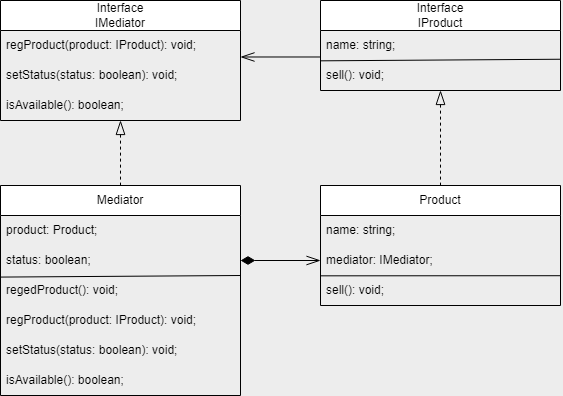 Interface
IMediator
regProduct(product: IProduct): void;
setStatus(status: boolean): void;
isAvailable(): boolean;
Interface
IProduct
name: string;
sell(): void;
Mediator
product: Product;
status: boolean;
regedProduct(): void;
regProduct(product: IProduct): void;
setStatus(status: boolean): void;
isAvailable(): boolean;
Product
name: string;
mediator: IMediator;
sell(): void;